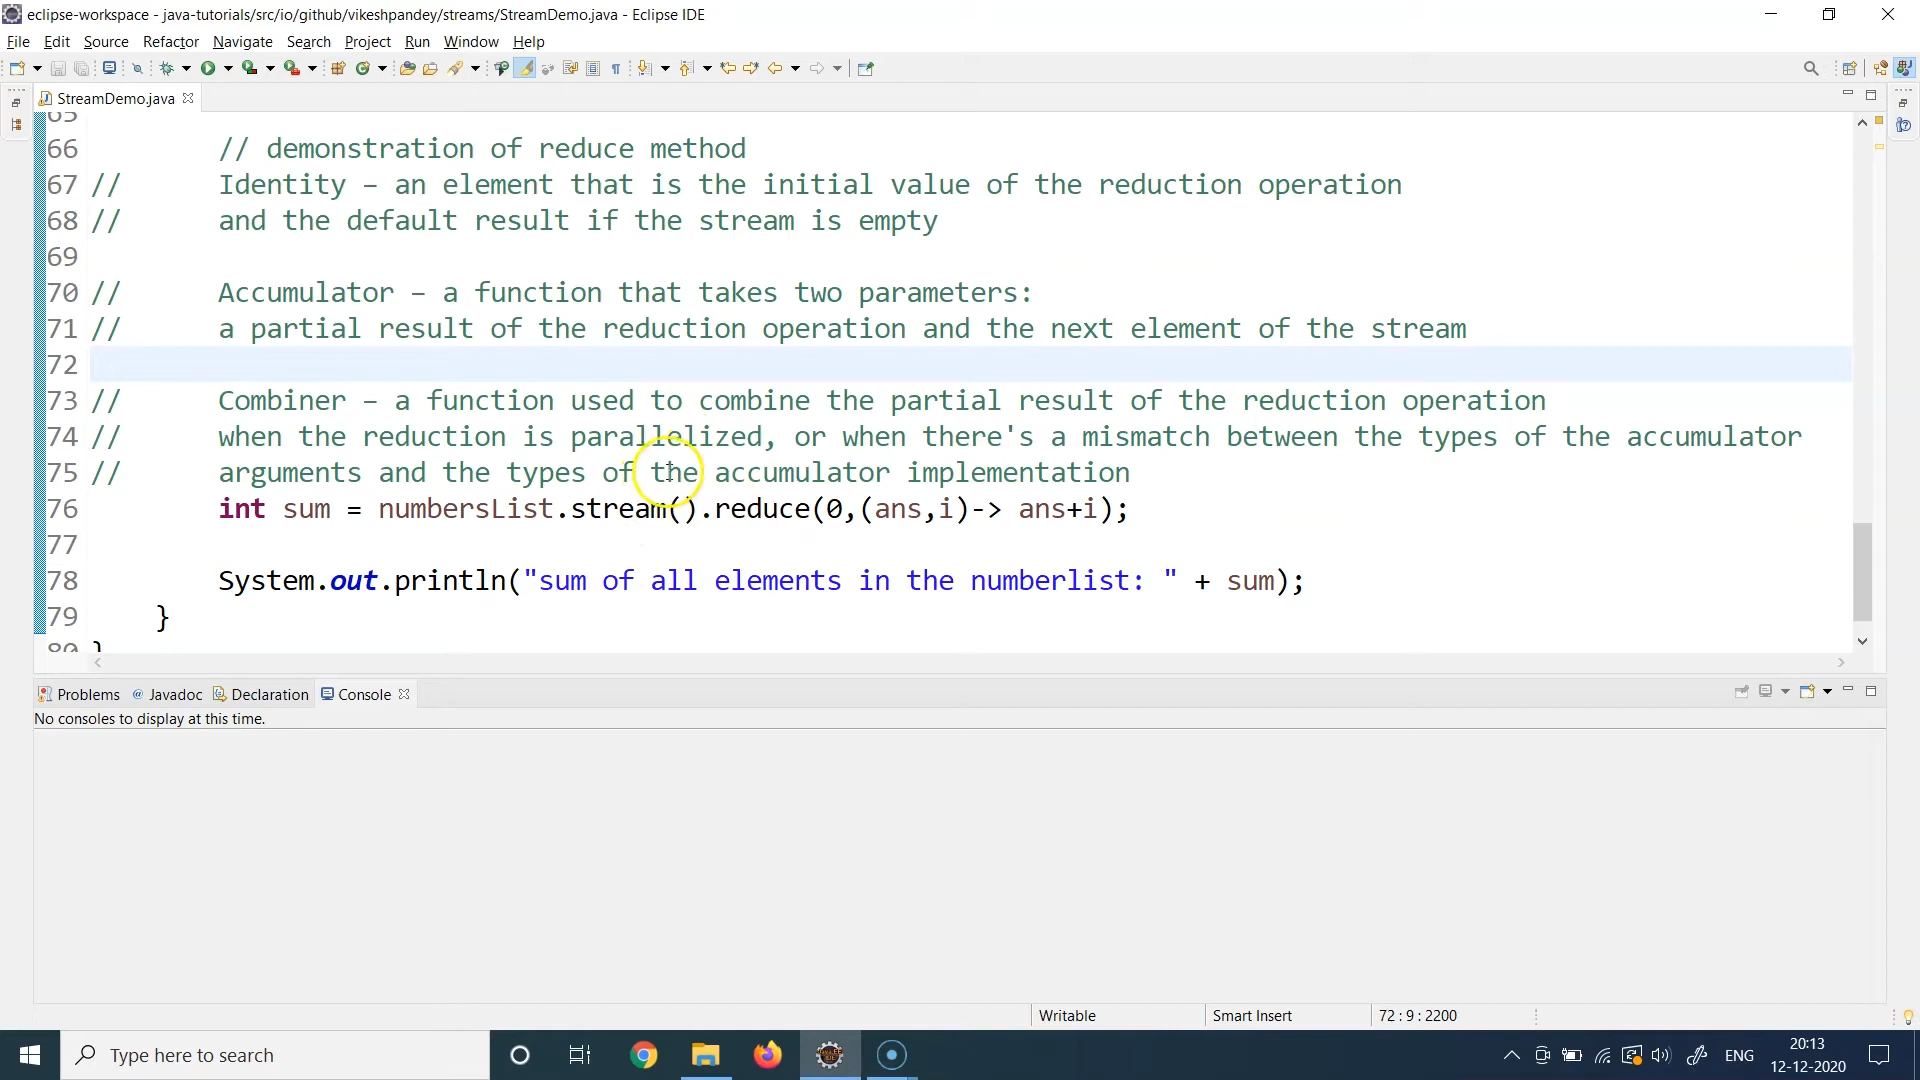 eclipse-workspace - java-tutorials/src/io/github/vikeshpandey/streams/StreamDemo.java - Eclipse IDE
File Edit Source Refactor Navigate Search Project Run Window Help
StreamDemo.java
65
66 // demonstration of reduce method
67 // Identity – an element that is the initial value of the reduction operation
68 // and the default result if the stream is empty
69
70 // Accumulator – a function that takes two parameters:
71 // a partial result of the reduction operation and the next element of the stream
72
73 // Combiner – a function used to combine the partial result of the reduction operation
74 // when the reduction is parallelized, or when there's a mismatch between the types of the accumulator
75 // arguments and the types of the accumulator implementation
76 int sum = numbersList.stream().reduce(0,(ans,i)-> ans+i);
77
78 System.out.println("sum of all elements in the numberlist: " + sum);
79 }
80 }
Problems @ Javadoc Declaration Console
No consoles to display at this time.
Writable Smart Insert 72 : 9 : 2200
Type here to search
ENG
20:13
12-12-2020